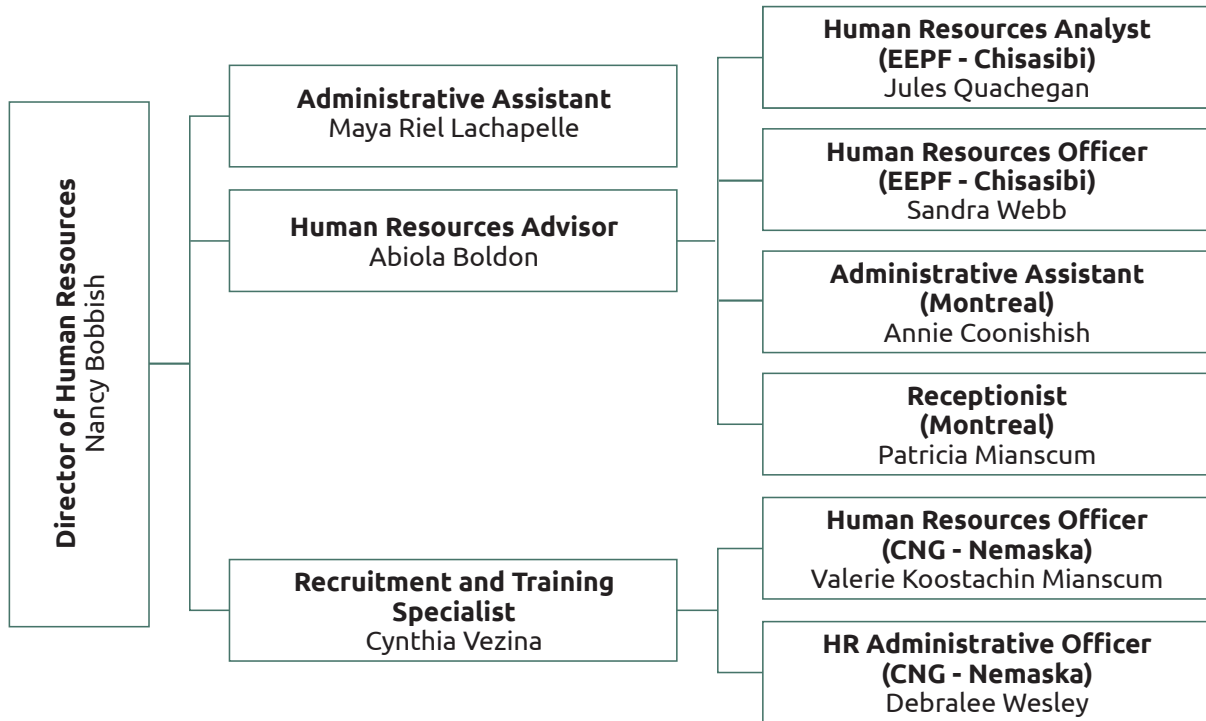 Director of Human Resources
Nancy Bobbish
Administrative Assistant
Maya Riel Lachapelle
Human Resources Advisor
Abiola Boldon
Recruitment and Training
Specialist
Cynthia Vezina
Human Resources Analyst
(EEPF - Chisasibi)
Jules Quachegan
Human Resources Officer
(EEPF - Chisasibi)
Sandra Webb
Administrative Assistant
(Montreal)
Annie Coonishish
Receptionist
(Montreal)
Patricia Mianscum
Human Resources Officer
(CNG - Nemaska)
Valerie Koostachin Mianscum
HR Administrative Officer
(CNG - Nemaska)
Debralee Wesley